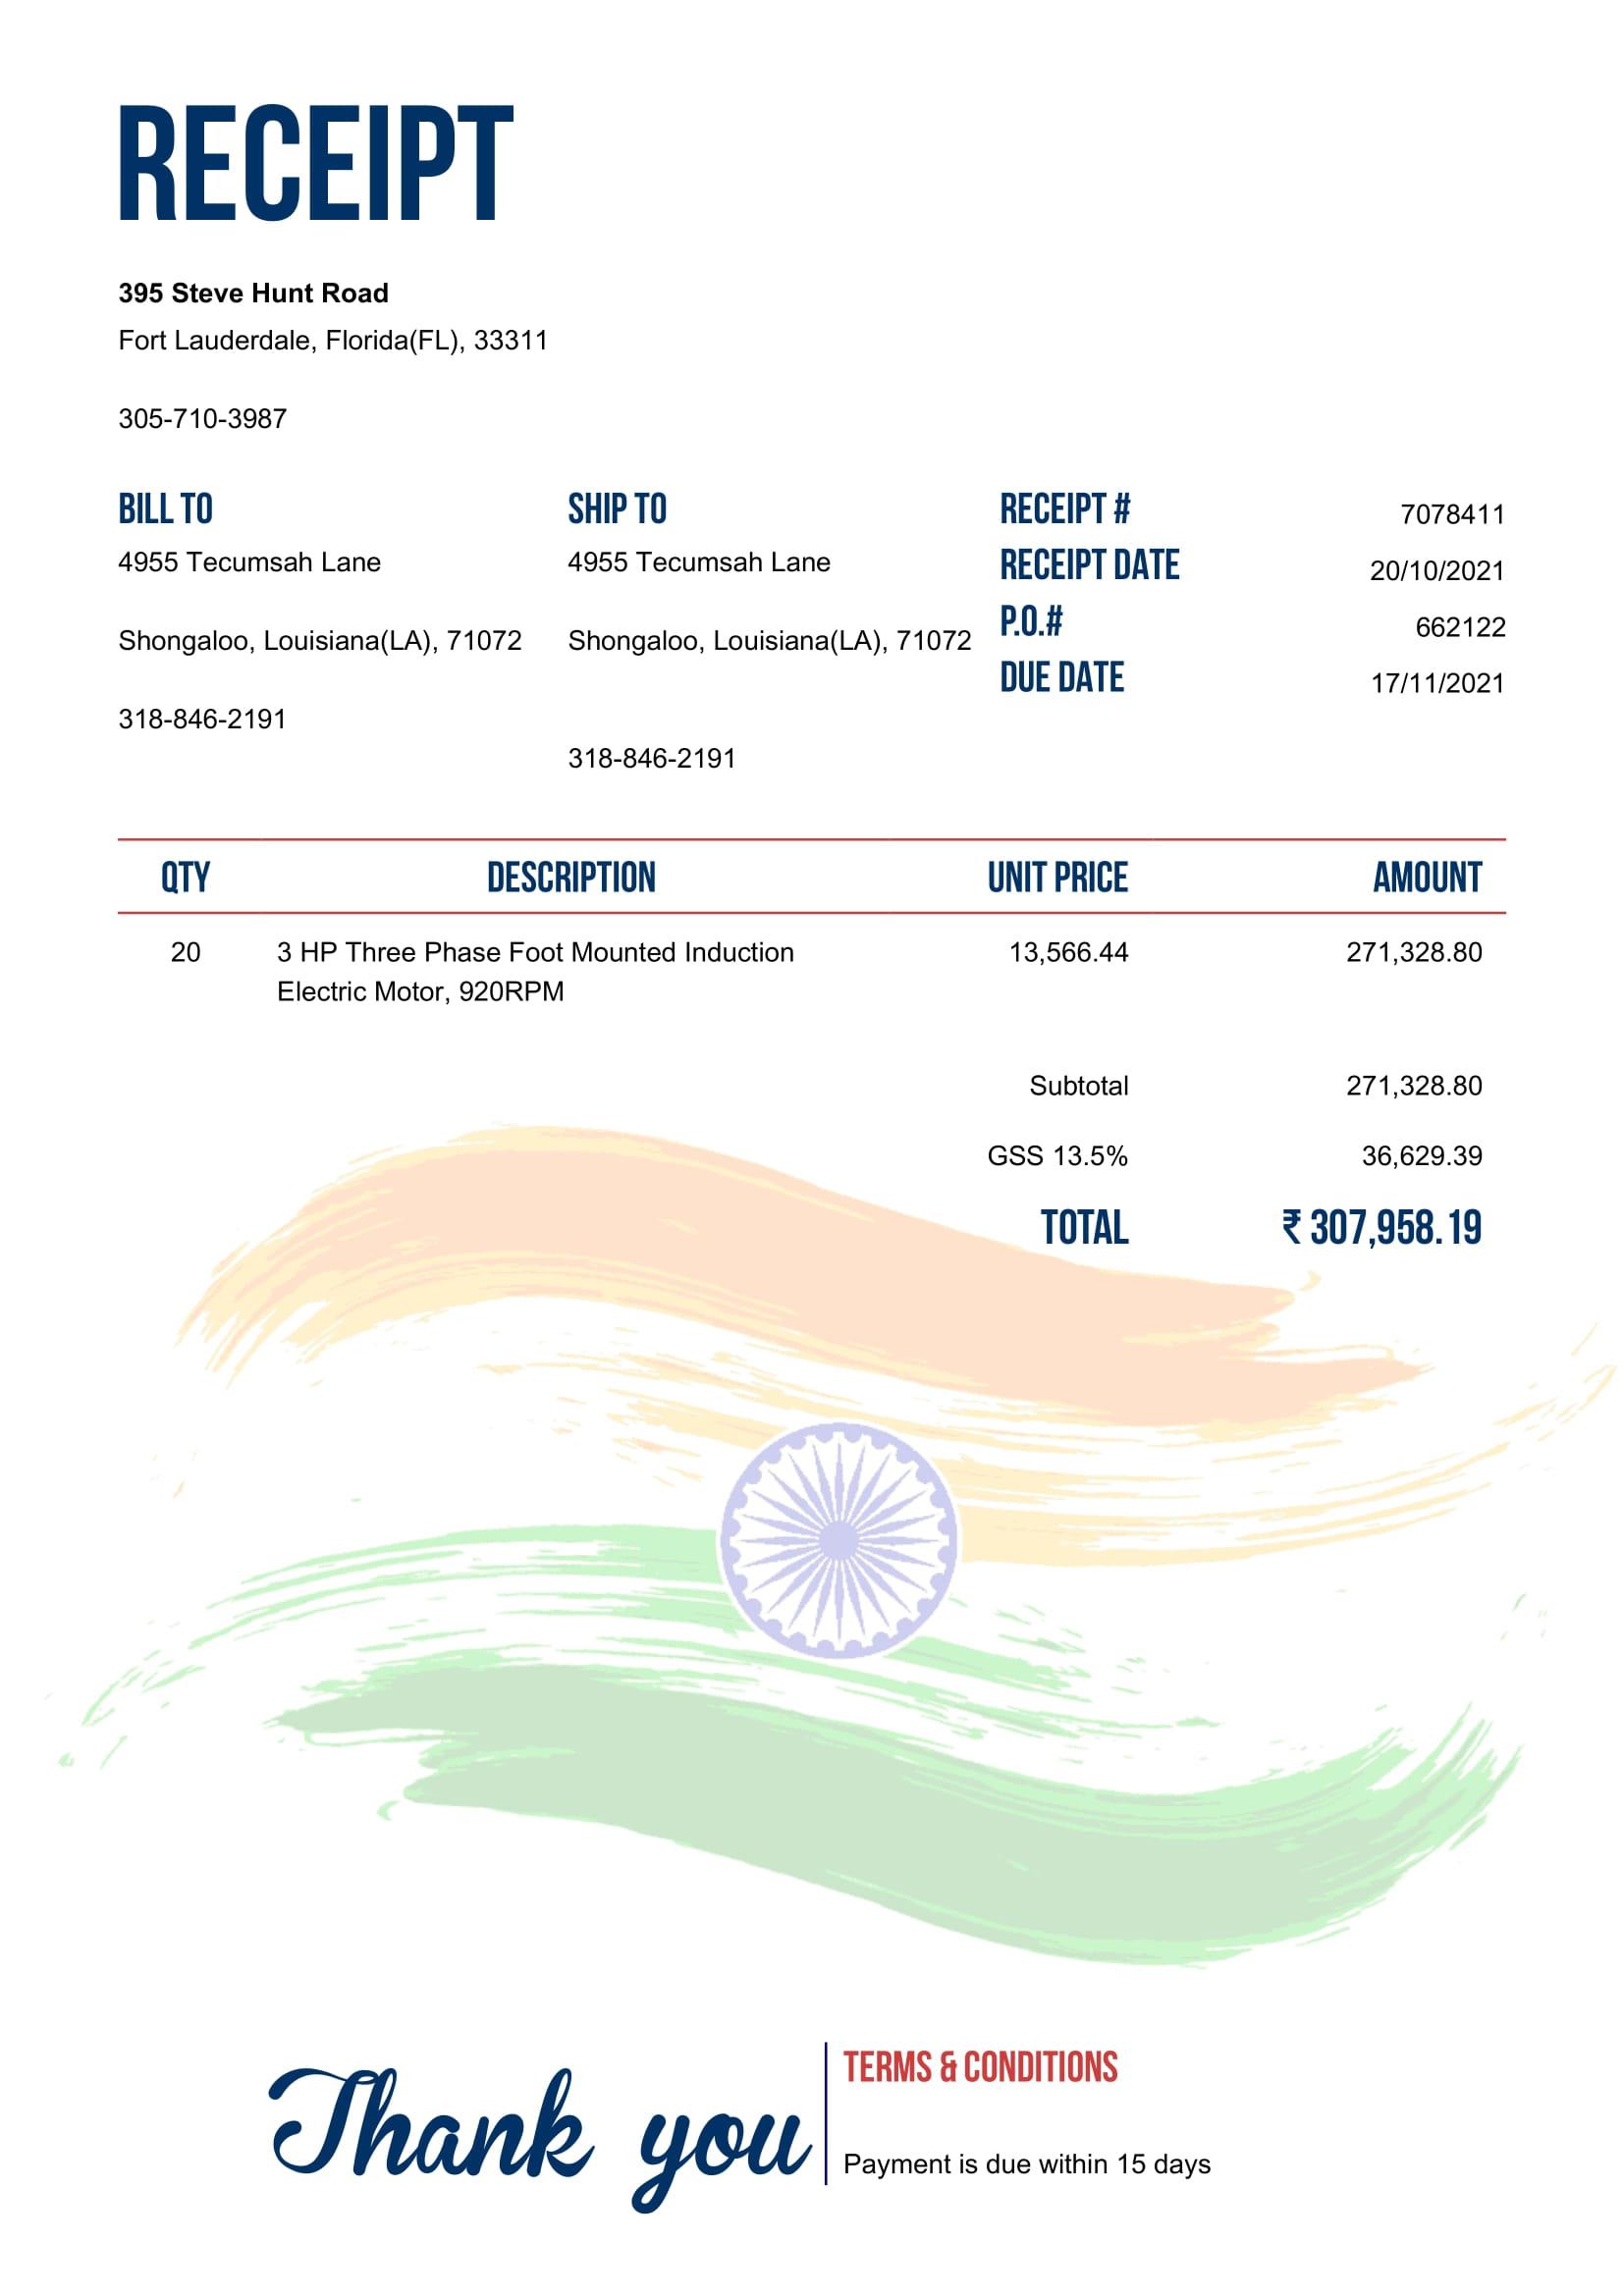 RECEIPT
395 Steve Hunt Road
Fort Lauderdale, Florida(FL), 33311
305-710-3987
BILL TO
4955 Tecumsah Lane
Shongaloo, Louisiana(LA), 71072
318-846-2191
SHIP TO
4955 Tecumsah Lane
Shongaloo, Louisiana(LA), 71072
318-846-2191
RECEIPT # 7078411
RECEIPT DATE 20/10/2021
P.O.# 662122
DUE DATE 17/11/2021
QTY DESCRIPTION UNIT PRICE AMOUNT
20 3 HP Three Phase Foot Mounted Induction 13,566.44 271,328.80
Electric Motor, 920RPM
Subtotal 271,328.80
GSS 13.5% 36,629.39
TOTAL ₹ 307,958.19
Thank you
TERMS & CONDITIONS
Payment is due within 15 days